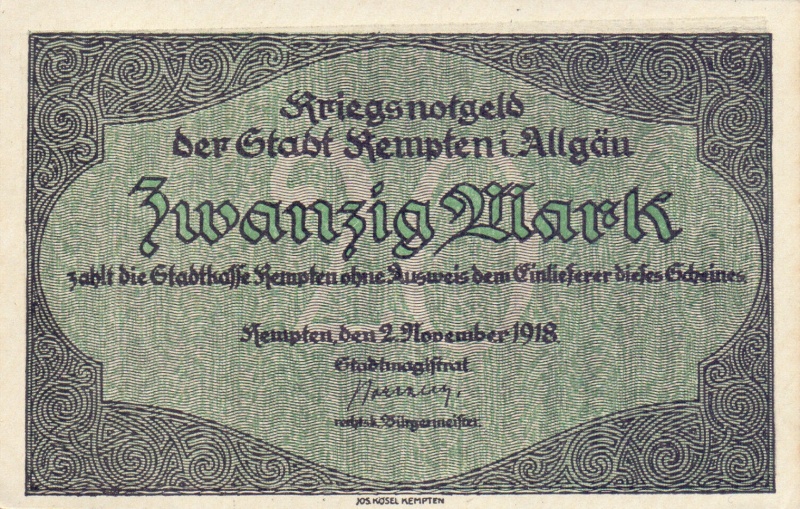 Kriegsnotgeld
der Stadt Kempten i. Allgäu
20
Zwanzig Mark
zahlt die Stadtkasse Kempten ohne Ausweis dem Einlieferer dieses Scheines.
Kempten, den 2. November 1918
Stadtmagistrat
rechtsk. Bürgermeister.
JOS. KÖSEL KEMPTEN